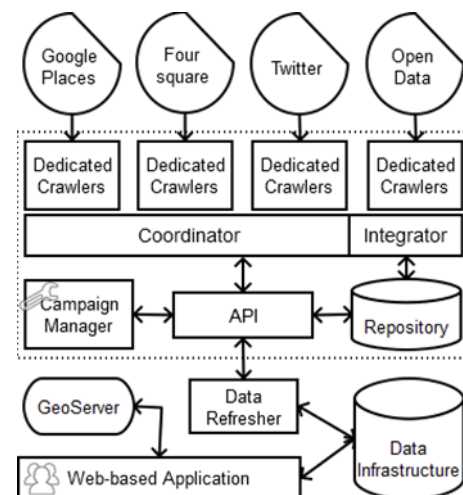 Google
Places
Four
square
Twitter
Open
Data
Dedicated
Crawlers
Dedicated
Crawlers
Dedicated
Crawlers
Dedicated
Crawlers
Coordinator
Integrator
Campaign
Manager
API
Repository
GeoServer
Data
Refresher
Data
Infrastructure
Web-based Application